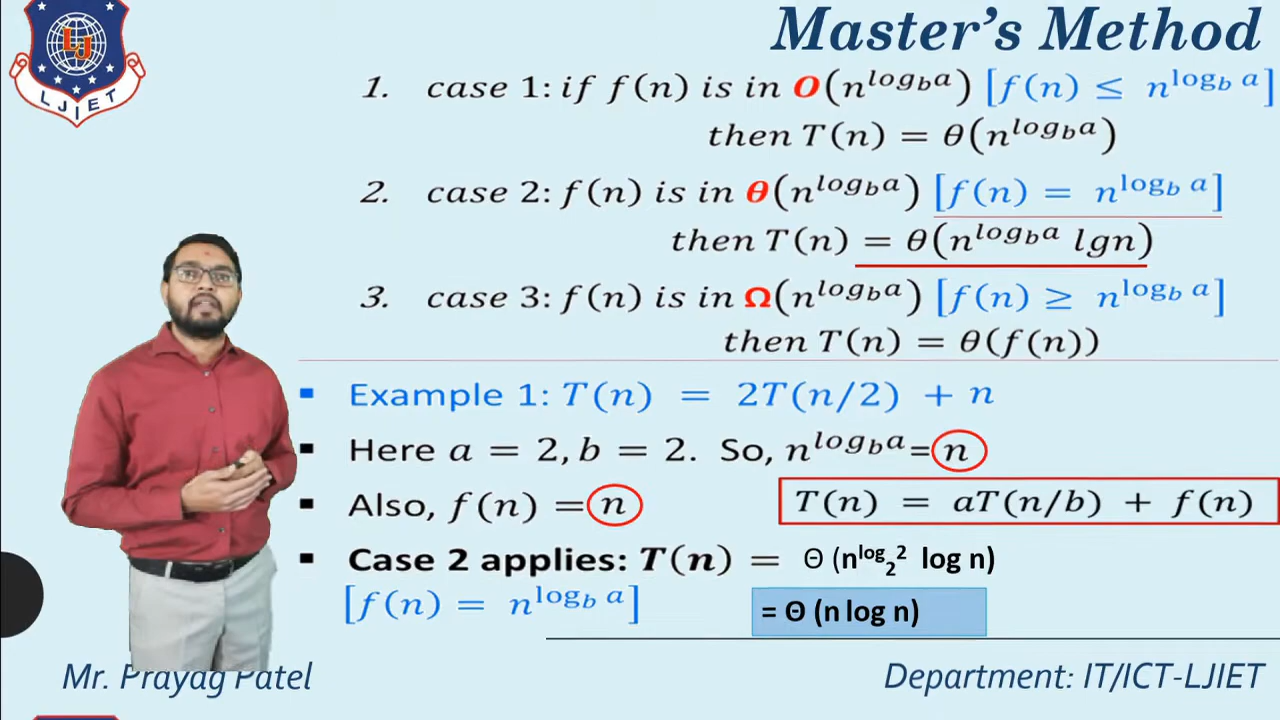 Master's Method
LJIET
1. case 1: if f(n) is in O(n^{log_b a}) [f(n) ≤ n^{log_b a}]
then T(n) = θ(n^{log_b a})
2. case 2: f(n) is in θ(n^{log_b a}) [f(n) = n^{log_b a}]
then T(n) = θ(n^{log_b a} lgn)
3. case 3: f(n) is in Ω(n^{log_b a}) [f(n) ≥ n^{log_b a}]
then T(n) = θ(f(n))
▪ Example 1: T(n) = 2T(n/2) + n
▪ Here a = 2, b = 2. So, n^{log_b a}= n
▪ Also, f(n) = n
T(n) = aT(n/b) + f(n)
▪ Case 2 applies: T(n) = Θ (n^{log_2 2} log n)
[f(n) = n^{log_b a}]
= Θ (n log n)
Mr. Prayag Patel
Department: IT/ICT-LJIET